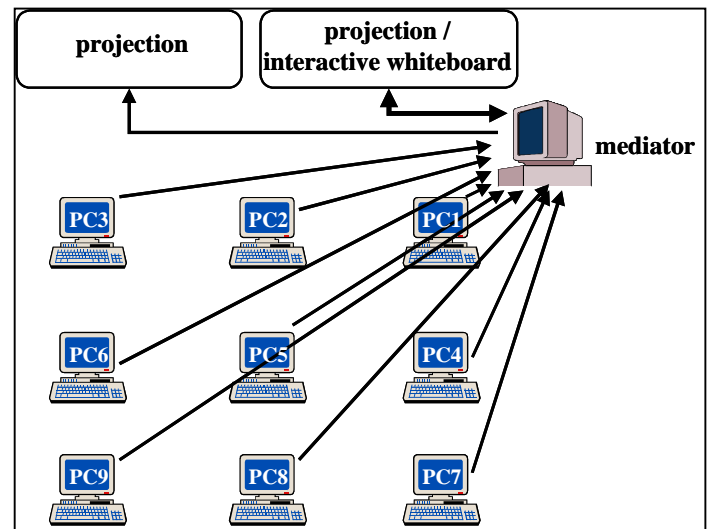 projection
projection /
interactive whiteboard
mediator
PC3
PC2
PC1
PC6
PC5
PC4
PC9
PC8
PC7